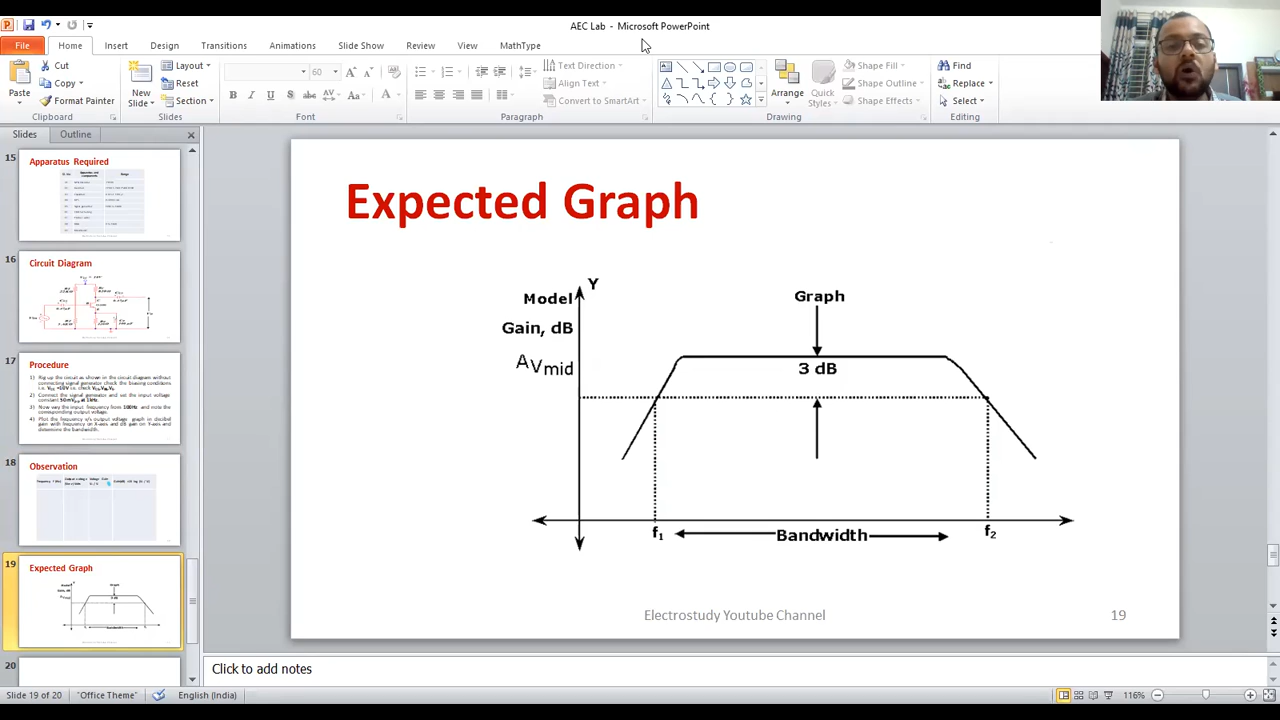 AEC Lab - Microsoft PowerPoint
File Home Insert Design Transitions Animations Slide Show Review View MathType
Paste
Cut
Copy
Format Painter
Clipboard
New Slide
Layout
Reset
Section
Slides
60
Font
Text Direction
Align Text
Convert to SmartArt
Paragraph
Arrange
Quick Styles
Shape Fill
Shape Outline
Shape Effects
Drawing
Find
Replace
Select
Editing
Slides Outline
15
Apparatus Required
16
Circuit Diagram
17
Procedure
18
Observation
19
Expected Graph
20
Expected Graph
Y
Model
Gain, dB
AVmid
Graph
3 dB
f1
Bandwidth
f2
Electrostudy Youtube Channel
19
Click to add notes
Slide 19 of 20 "Office Theme" English (India) 116%